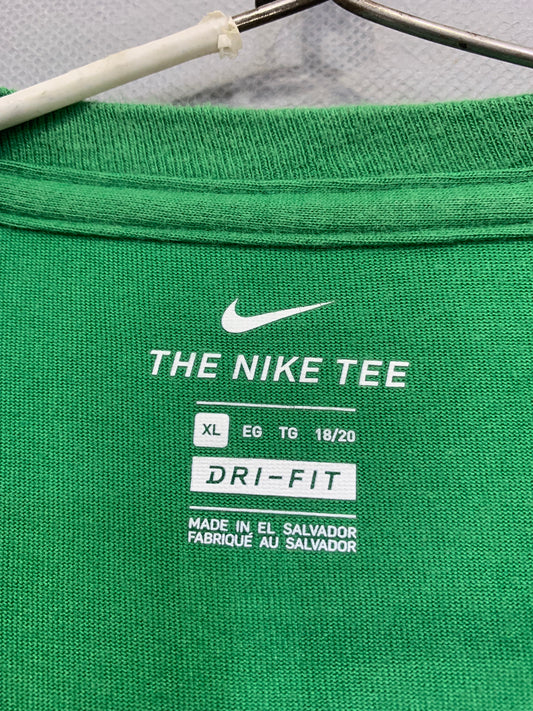 THE NIKE TEE
XL EG TG 18/20
DRI-FIT
MADE IN EL SALVADOR
FABRIQUÉ AU SALVADOR